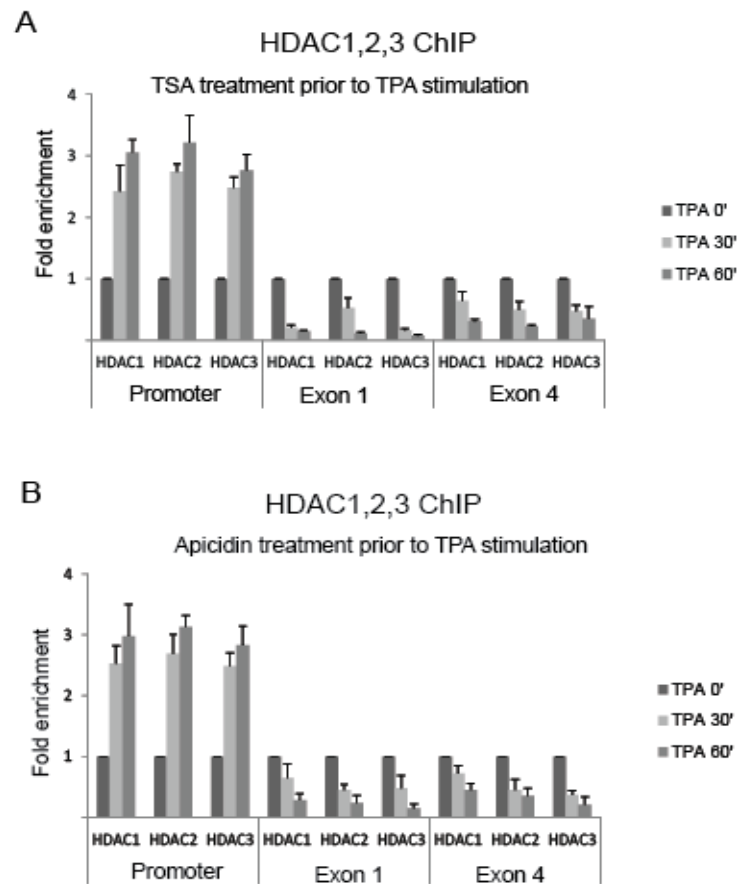 A
HDAC1,2,3 ChIP
TSA treatment prior to TPA stimulation
Fold enrichment
4
3
2
1
TPA 0'
TPA 30'
TPA 60'
HDAC1 HDAC2 HDAC3 HDAC1 HDAC2 HDAC3 HDAC1 HDAC2 HDAC3
Promoter Exon 1 Exon 4
B
HDAC1,2,3 ChIP
Apicidin treatment prior to TPA stimulation
Fold enrichment
4
3
2
1
TPA 0'
TPA 30'
TPA 60'
HDAC1 HDAC2 HDAC3 HDAC1 HDAC2 HDAC3 HDAC1 HDAC2 HDAC3
Promoter Exon 1 Exon 4